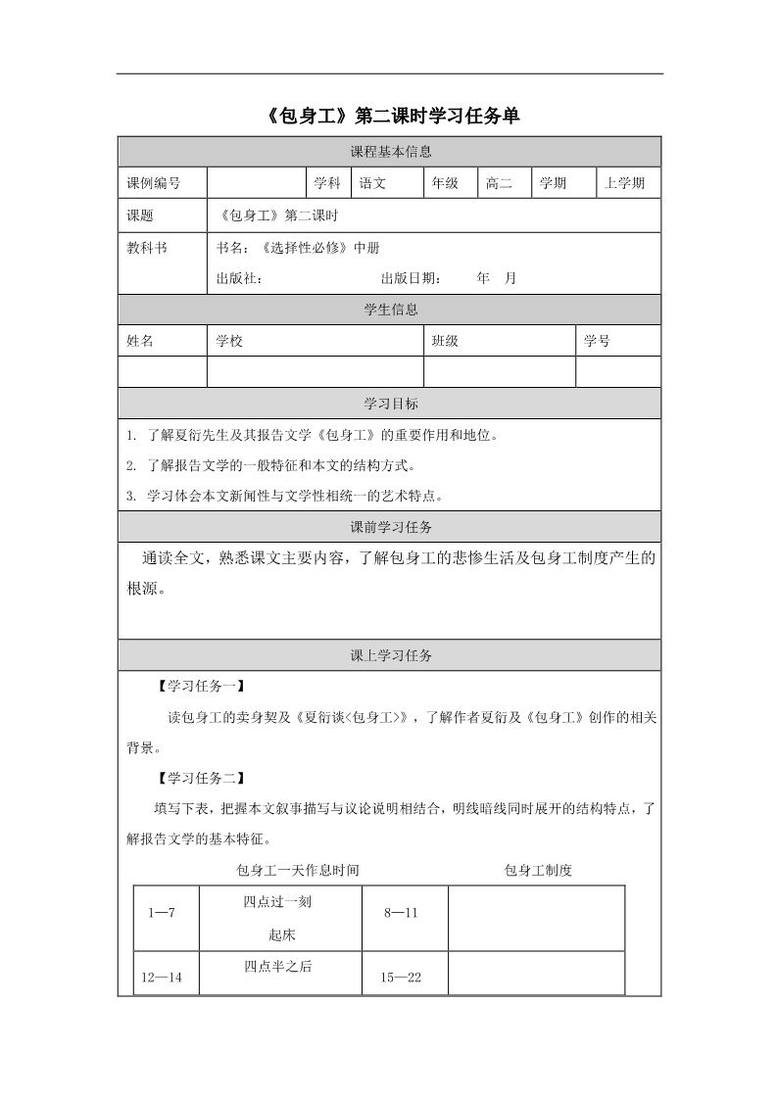 《包身工》第二课时学习任务单
课程基本信息
课例编号 学科 语文 年级 高二 学期 上学期
课题 《包身工》第二课时
教科书 书名：《选择性必修》中册
出版社： 出版日期： 年 月
学生信息
姓名 学校 班级 学号
学习目标
1. 了解夏衍先生及其报告文学《包身工》的重要作用和地位。
2. 了解报告文学的一般特征和本文的结构方式。
3. 学习体会本文新闻性与文学性相统一的艺术特点。
课前学习任务
通读全文，熟悉课文主要内容，了解包身工的悲惨生活及包身工制度产生的
根源。
课上学习任务
【学习任务一】
读包身工的卖身契及《夏衍谈<包身工>》，了解作者夏衍及《包身工》创作的相关
背景。
【学习任务二】
填写下表，把握本文叙事描写与议论说明相结合，明线暗线同时展开的结构特点，了
解报告文学的基本特征。
包身工一天作息时间 包身工制度
1—7 四点过一刻 8—11
起床
12—14 四点半之后 15—22